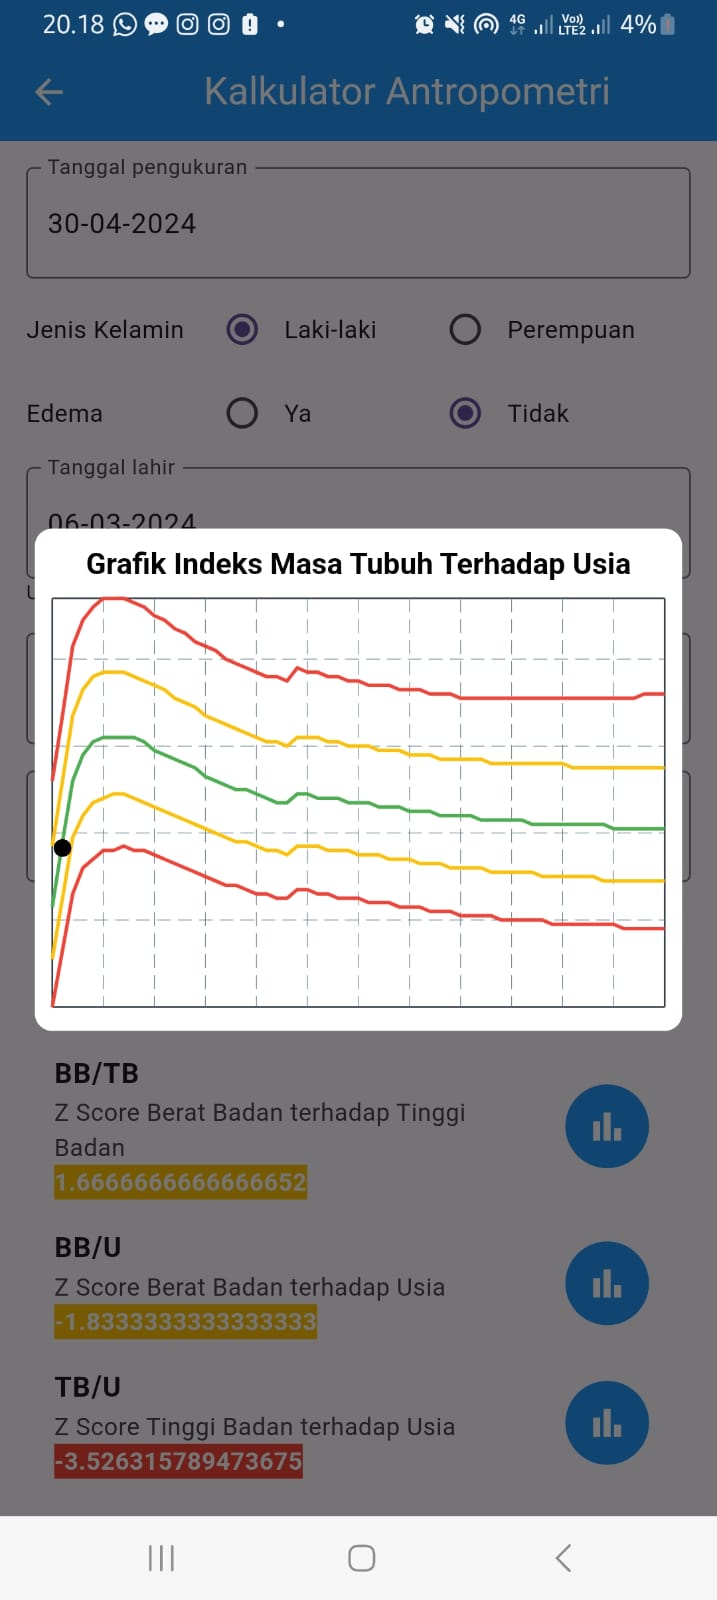 20.18
4G
Vo))
LTE2
4%
Kalkulator Antropometri
Tanggal pengukuran
30-04-2024
Jenis Kelamin Laki-laki Perempuan
Edema Ya Tidak
Tanggal lahir
06-03-2024
Grafik Indeks Masa Tubuh Terhadap Usia
BB/TB
Z Score Berat Badan terhadap Tinggi
Badan
1.6666666666666652
BB/U
Z Score Berat Badan terhadap Usia
-1.8333333333333333
TB/U
Z Score Tinggi Badan terhadap Usia
-3.526315789473675